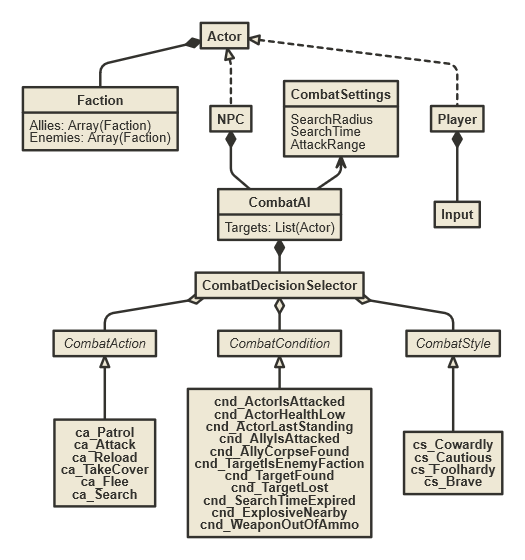 Actor
Faction
Allies: Array(Faction)
Enemies: Array(Faction)
NPC
CombatSettings
SearchRadius
SearchTime
AttackRange
Player
Input
CombatAI
Targets: List(Actor)
CombatDecisionSelector
CombatAction
CombatCondition
CombatStyle
ca_Patrol
ca_Attack
ca_Reload
ca_TakeCover
ca_Flee
ca_Search
cnd_ActorIsAttacked
cnd_ActorHealthLow
cnd_ActorLastStanding
cnd_AllyIsAttacked
cnd_AllyCorpseFound
cnd_TargetIsEnemyFaction
cnd_TargetFound
cnd_TargetLost
cnd_SearchTimeExpired
cnd_ExplosiveNearby
cnd_WeaponOutOfAmmo
cs_Cowardly
cs_Cautious
cs_Foolhardy
cs_Brave